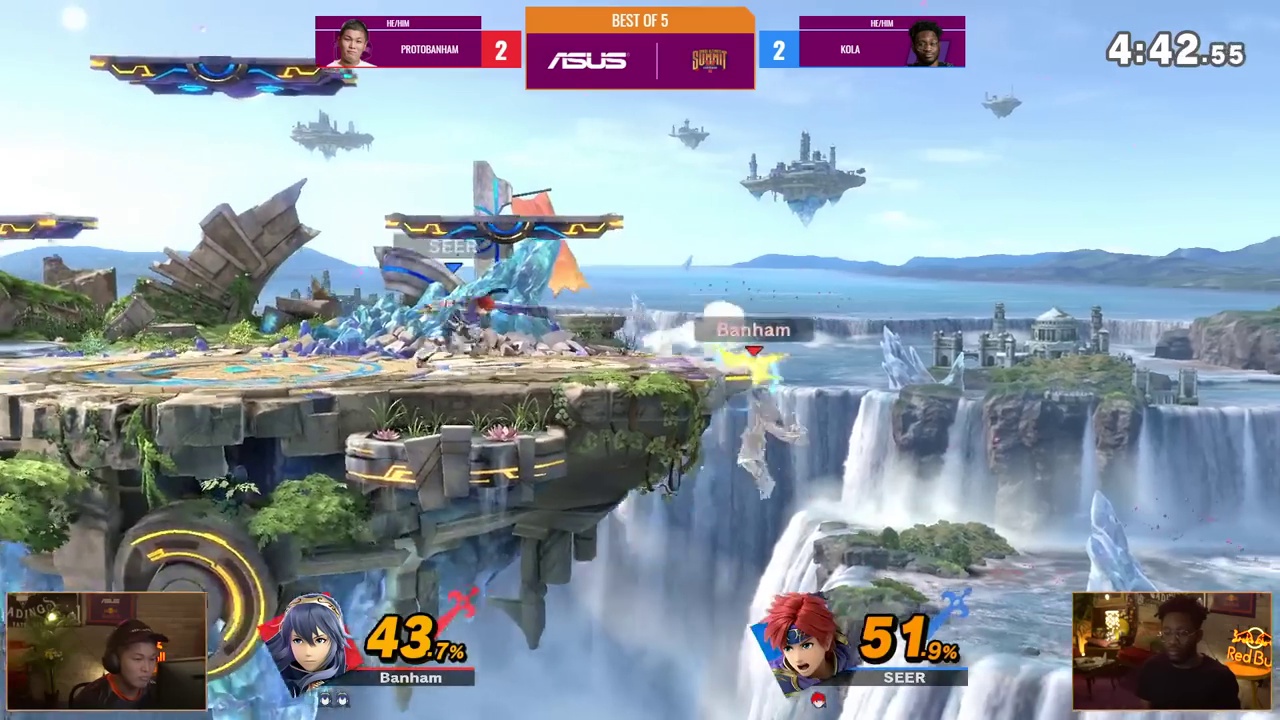 HE/HIM
PROTOBANHAM
2
BEST OF 5
ASUS
SUMMIT
2
HE/HIM
KOLA
4:42.55
SEER
Banham
43.7%
Banham
51.9%
SEER
Red Bu